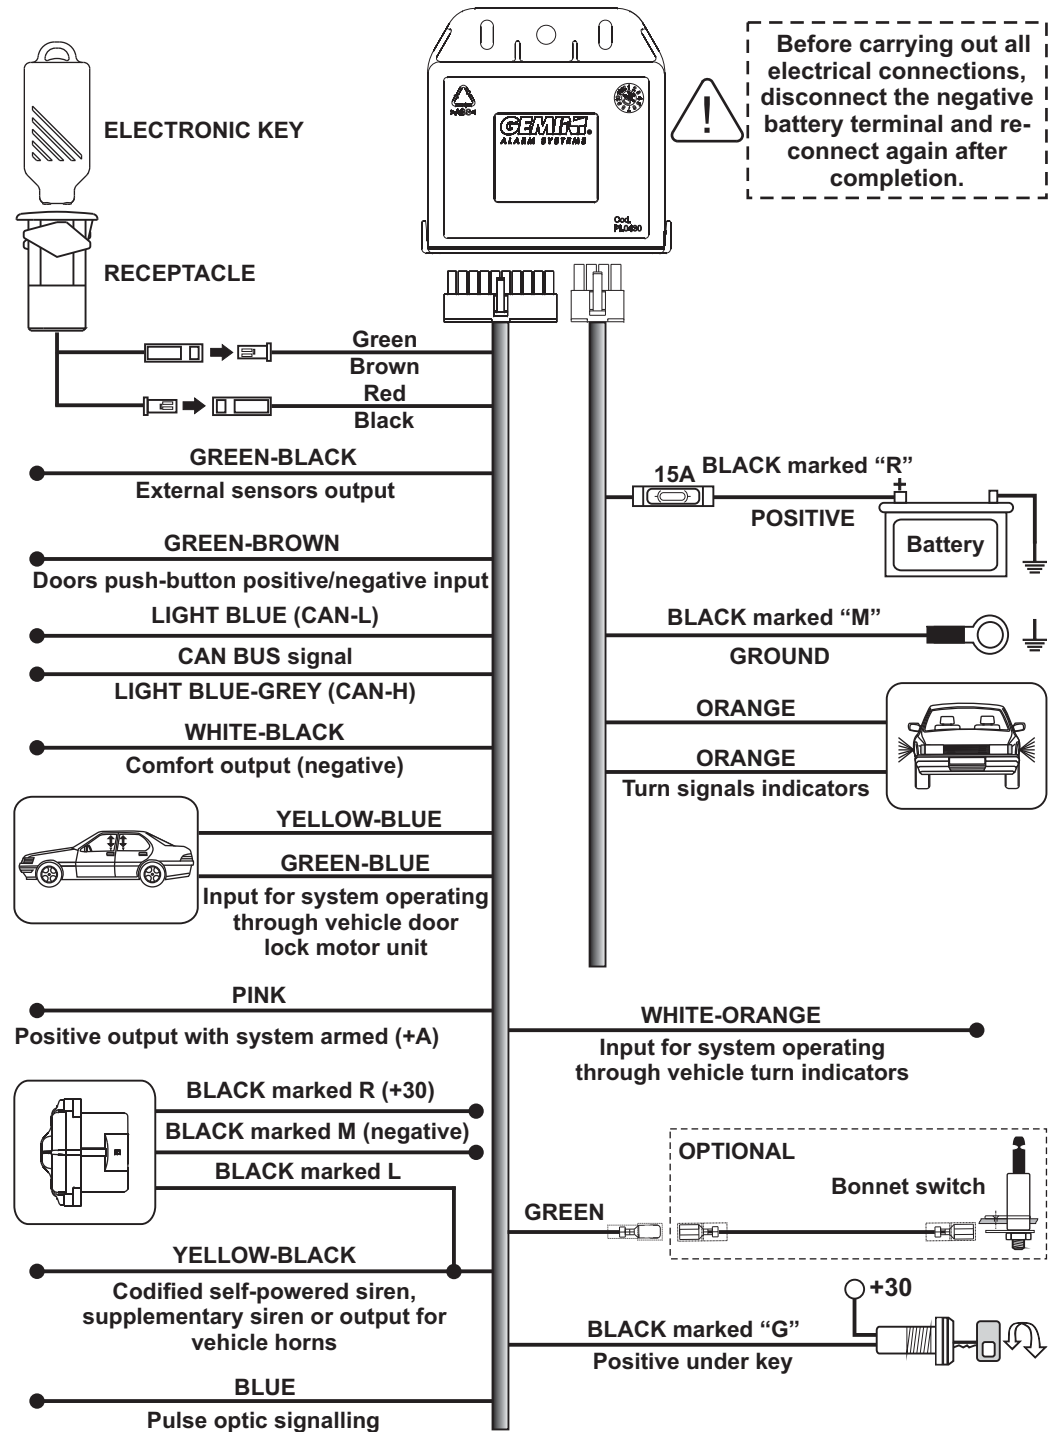 Before carrying out all
electrical connections,
disconnect the negative
battery terminal and re-
connect again after
completion.
ELECTRONIC KEY
>ABS<
GEMINI.
ALARM SYSTEMS
Cod.
RECEPTACLE
Green
Brown
Red
Black
GREEN-BLACK
External sensors output
GREEN-BROWN
Doors push-button positive/negative input
LIGHT BLUE (CAN-L)
CAN BUS signal
LIGHT BLUE-GREY (CAN-H)
WHITE-BLACK
Comfort output (negative)
YELLOW-BLUE
GREEN-BLUE
Input for system operating
through vehicle door
lock motor unit
PINK
Positive output with system armed (+A)
BLACK marked R (+30)
BLACK marked M (negative)
BLACK marked L
YELLOW-BLACK
Codified self-powered siren,
supplementary siren or output for
vehicle horns
BLUE
Pulse optic signalling
15A
BLACK marked “R”
+
POSITIVE
Battery
BLACK marked “M”
GROUND
ORANGE
ORANGE
Turn signals indicators
WHITE-ORANGE
Input for system operating
through vehicle turn indicators
OPTIONAL
Bonnet switch
GREEN
+30
BLACK marked “G”
Positive under key